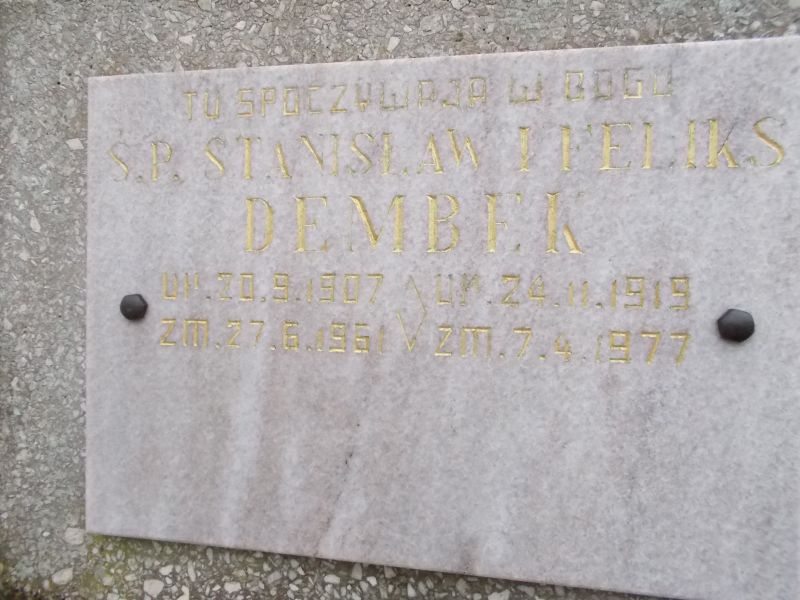 TU SPOCZYWAJA W BOGU
Ś.P. STANISŁAW I FELIKS
DEMBEK
UR.20.9.1907 UR.24.11.1919
ZM.27.6.1961 ZM.7.4.1977